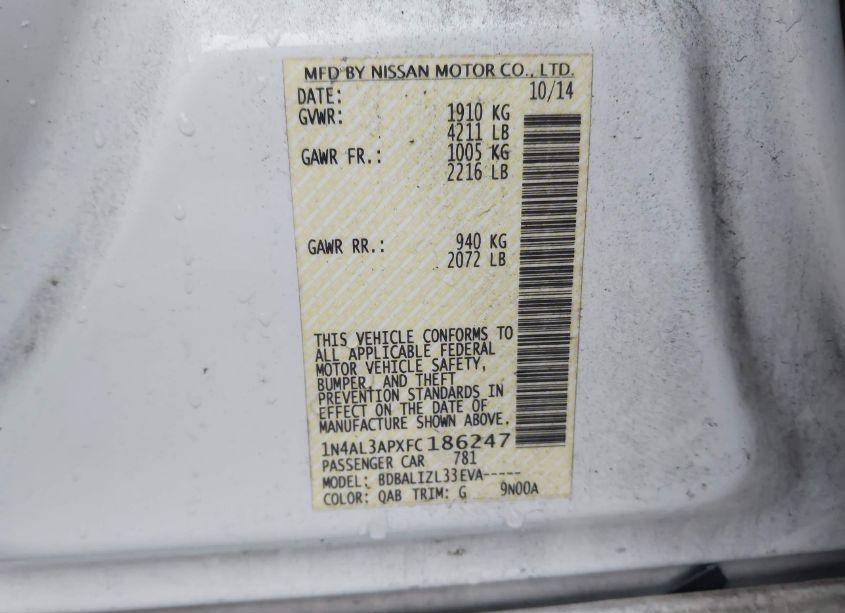 MFD BY NISSAN MOTOR CO., LTD.
DATE: 10/14
GVWR: 1910 KG
4211 LB
GAWR FR.: 1005 KG
2216 LB
GAWR RR.: 940 KG
2072 LB
THIS VEHICLE CONFORMS TO
ALL APPLICABLE FEDERAL
MOTOR VEHICLE SAFETY,
BUMPER, AND THEFT
PREVENTION STANDARDS IN
EFFECT ON THE DATE OF
MANUFACTURE SHOWN ABOVE.
1N4AL3APXFC186247
PASSENGER CAR 781
MODEL: BDBALIZL33EVA-----
COLOR: QAB TRIM: G 9N00A